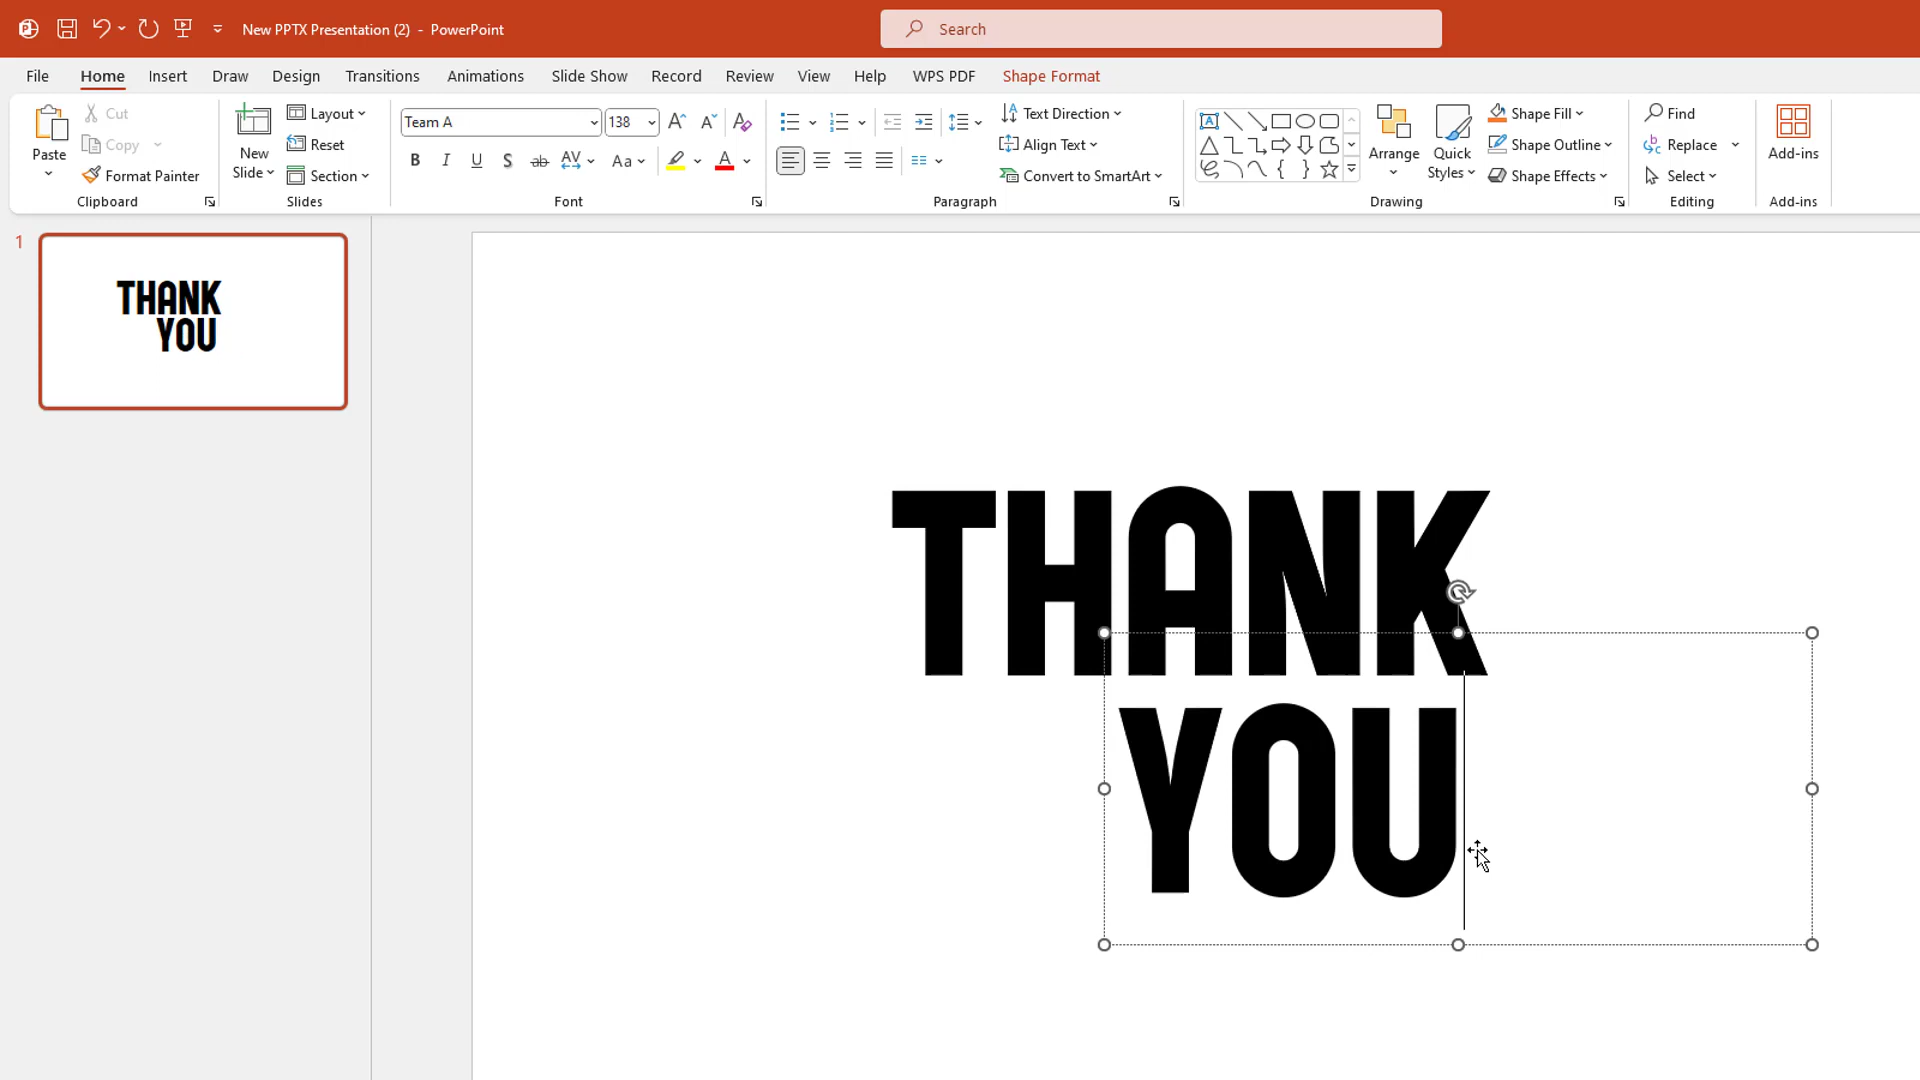 New PPTX Presentation (2) - PowerPoint
Search
File Home Insert Draw Design Transitions Animations Slide Show Record Review View Help WPS PDF Shape Format
Paste
Cut
Copy
Format Painter
Clipboard
New Slide
Layout
Reset
Section
Slides
Team A 138
B I U S ab AV Aa A
Font
Text Direction
Align Text
Convert to SmartArt
Paragraph
Arrange
Quick Styles
Shape Fill
Shape Outline
Shape Effects
Drawing
Find
Replace
Select
Editing
Add-ins
Add-ins
1
THANK
YOU
THANK
YOU